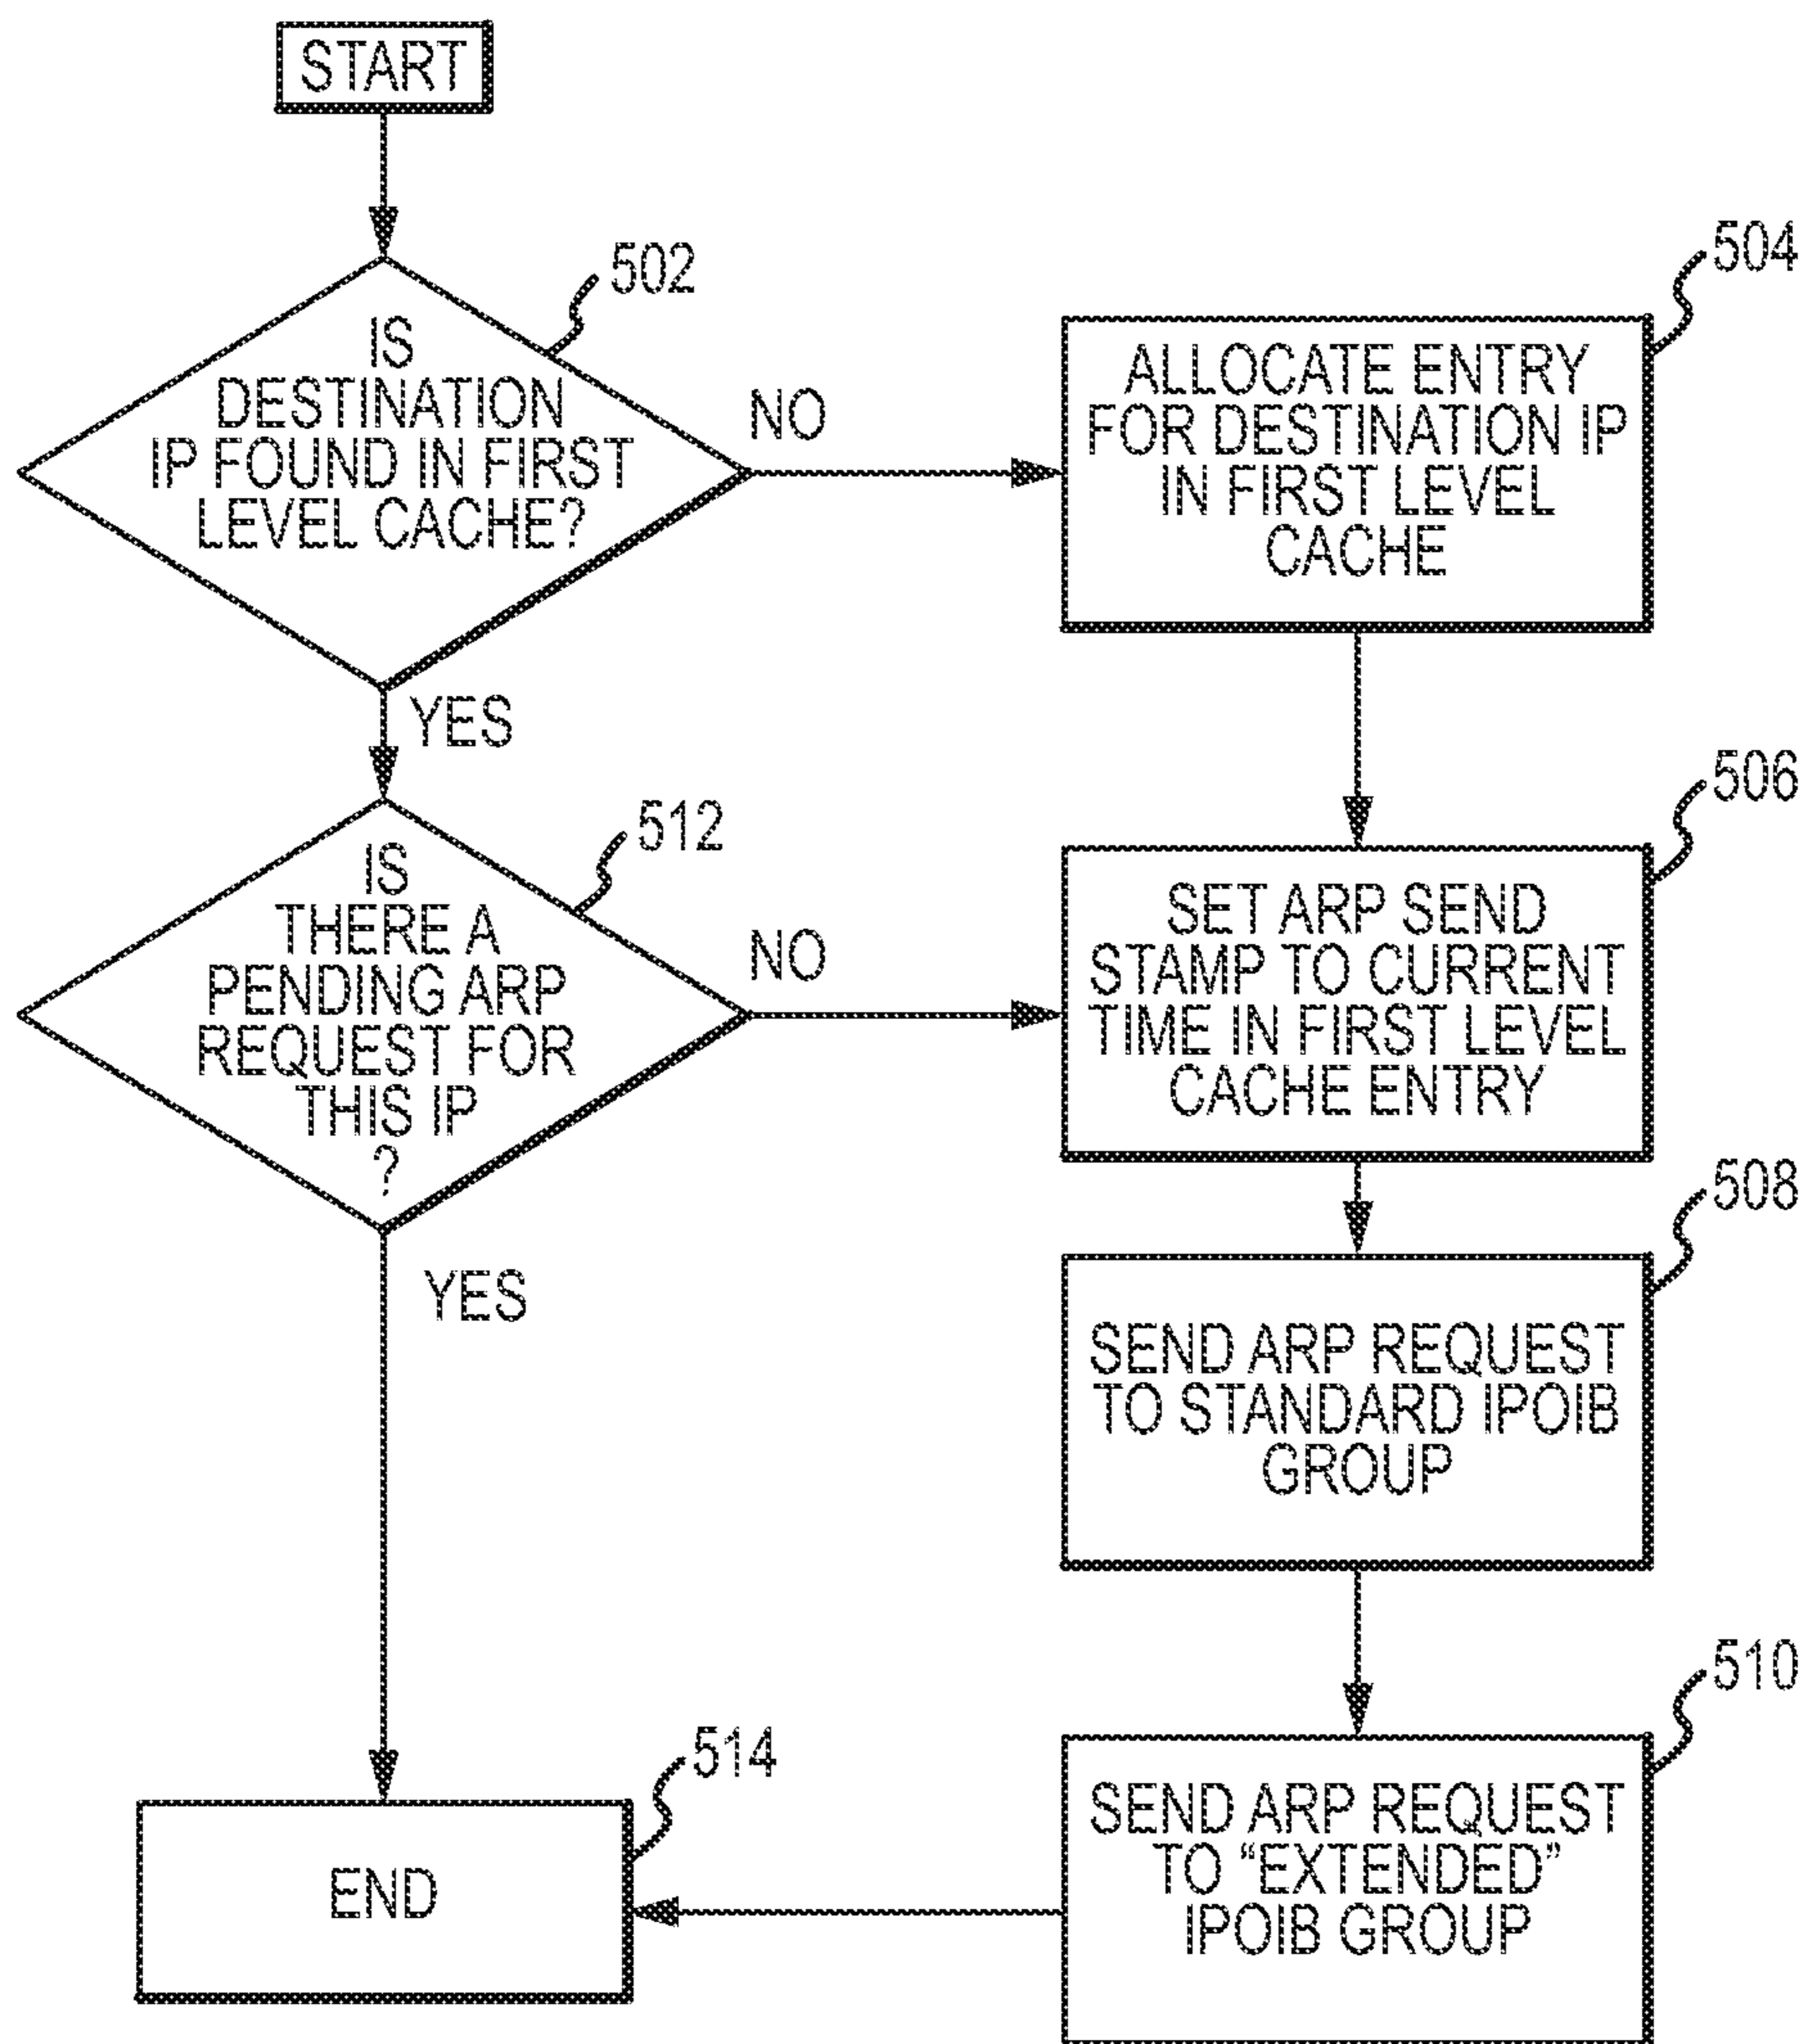 START
502
IS
DESTINATION
IP FOUND IN FIRST
LEVEL CACHE?
NO
YES
504
ALLOCATE ENTRY
FOR DESTINATION IP
IN FIRST LEVEL
CACHE
512
IS
THERE A
PENDING ARP
REQUEST FOR
THIS IP
?
NO
YES
506
SET ARP SEND
STAMP TO CURRENT
TIME IN FIRST LEVEL
CACHE ENTRY
508
SEND ARP REQUEST
TO STANDARD IPOIB
GROUP
510
SEND ARP REQUEST
TO “EXTENDED”
IPOIB GROUP
514
END